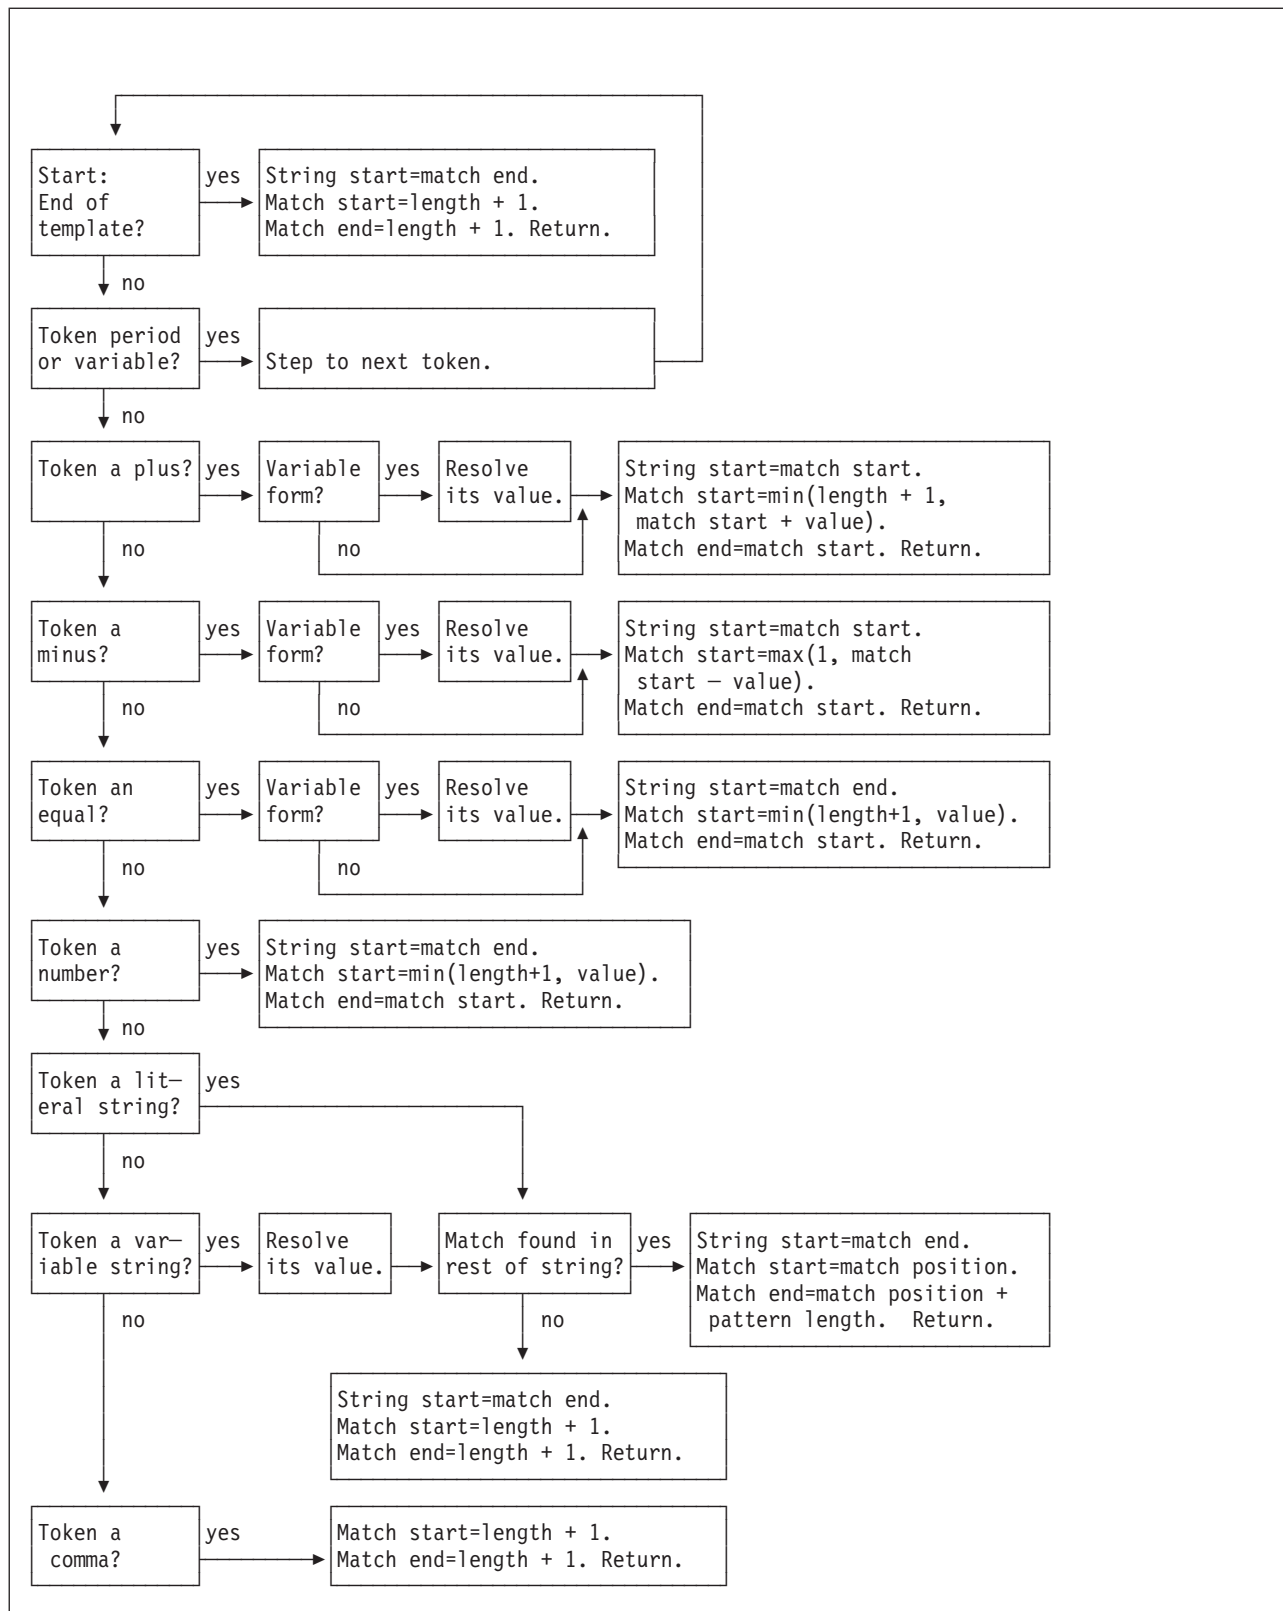 Start:
End of
template?
yes
String start=match end.
Match start=length + 1.
Match end=length + 1. Return.
no
Token period
or variable?
yes
Step to next token.
no
Token a plus?
yes
Variable
form?
yes
Resolve
its value.
String start=match start.
Match start=min(length + 1,
match start + value).
Match end=match start. Return.
no
no
Token a
minus?
yes
Variable
form?
yes
Resolve
its value.
String start=match start.
Match start=max(1, match
start — value).
Match end=match start. Return.
no
no
Token an
equal?
yes
Variable
form?
yes
Resolve
its value.
String start=match end.
Match start=min(length+1, value).
Match end=match start. Return.
no
no
Token a
number?
yes
String start=match end.
Match start=min(length+1, value).
Match end=match start. Return.
no
Token a lit—
eral string?
yes
no
Token a var—
iable string?
yes
Resolve
its value.
Match found in
rest of string?
yes
String start=match end.
Match start=match position.
Match end=match position +
pattern length.  Return.
no
no
String start=match end.
Match start=length + 1.
Match end=length + 1. Return.
Token a
comma?
yes
Match start=length + 1.
Match end=length + 1. Return.